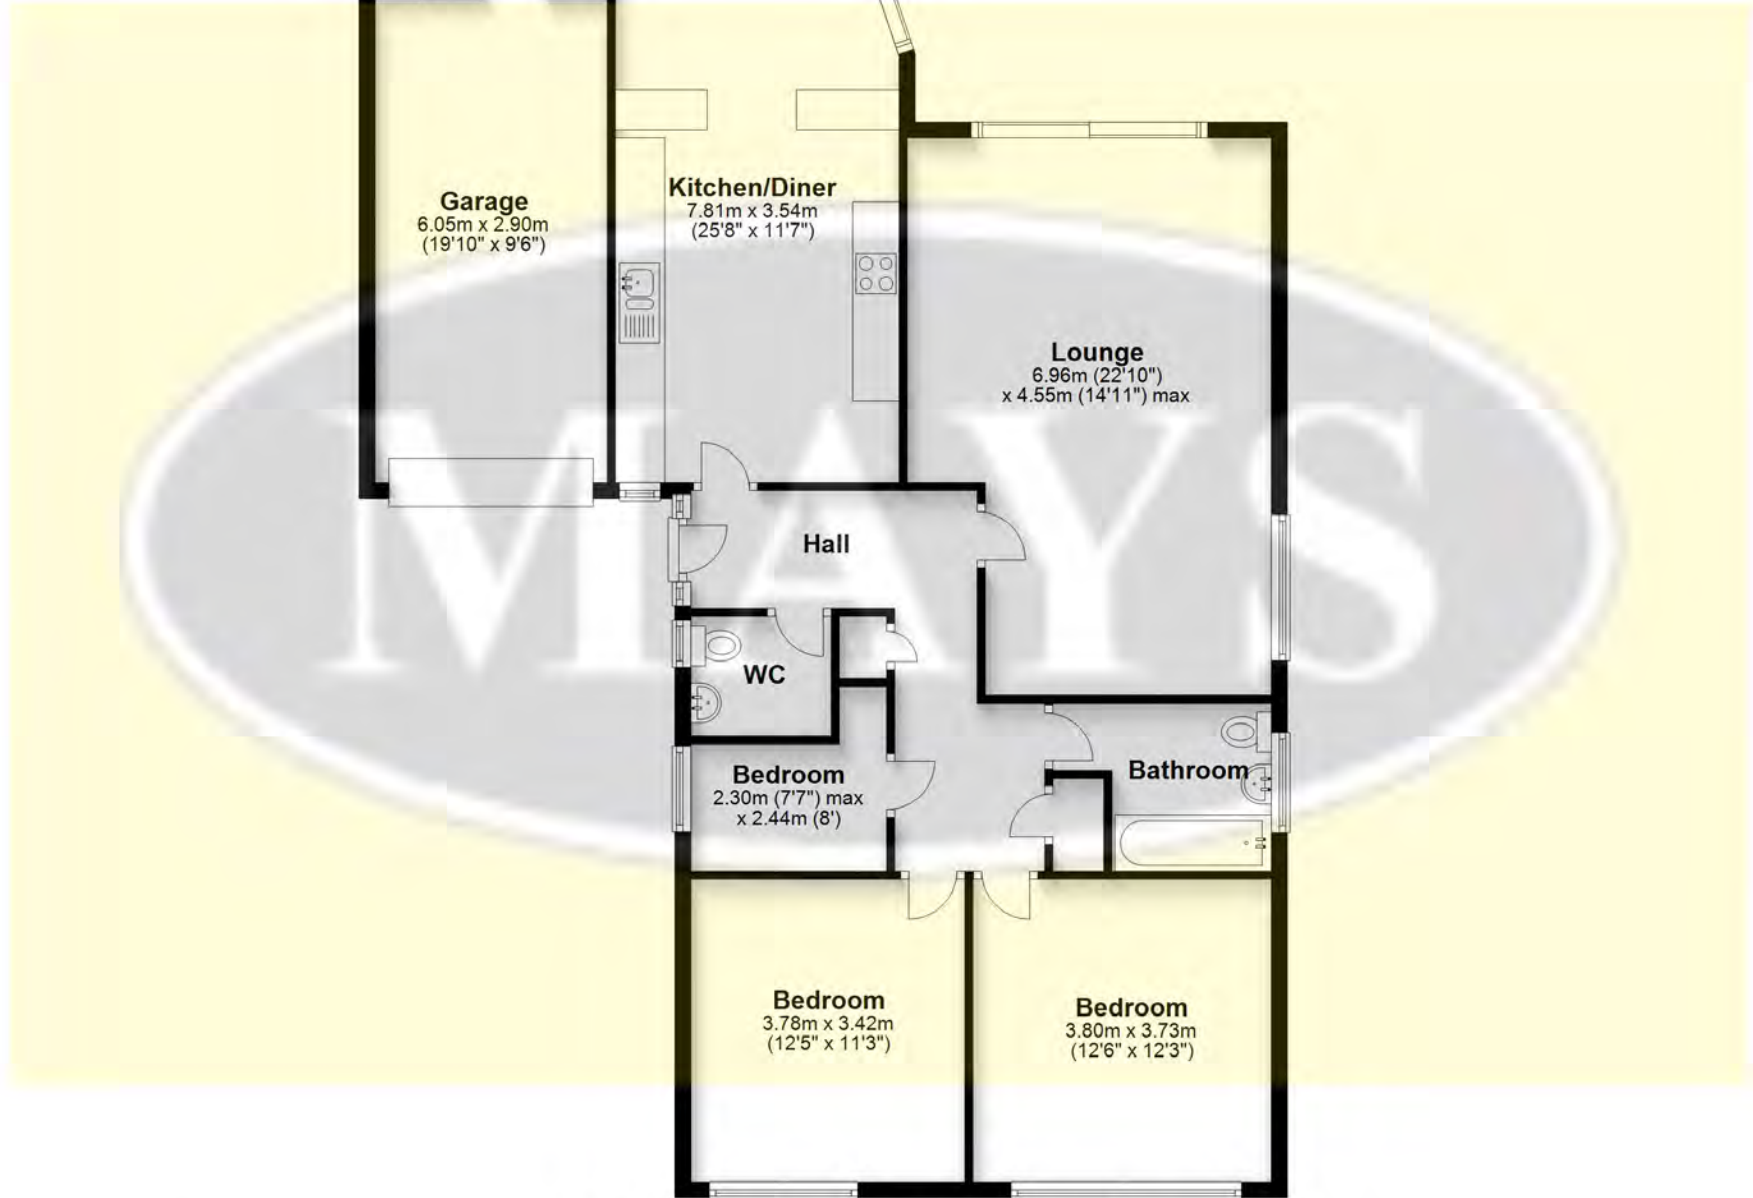 Garage
6.05m x 2.90m
(19'10" x 9'6")
Kitchen/Diner
7.81m x 3.54m
(25'8" x 11'7")
Lounge
6.96m (22'10")
x 4.55m (14'11") max
MAYS
Hall
WC
Bedroom
2.30m (7'7") max
x 2.44m (8')
Bathroom
Bedroom
3.78m x 3.42m
(12'5" x 11'3")
Bedroom
3.80m x 3.73m
(12'6" x 12'3")